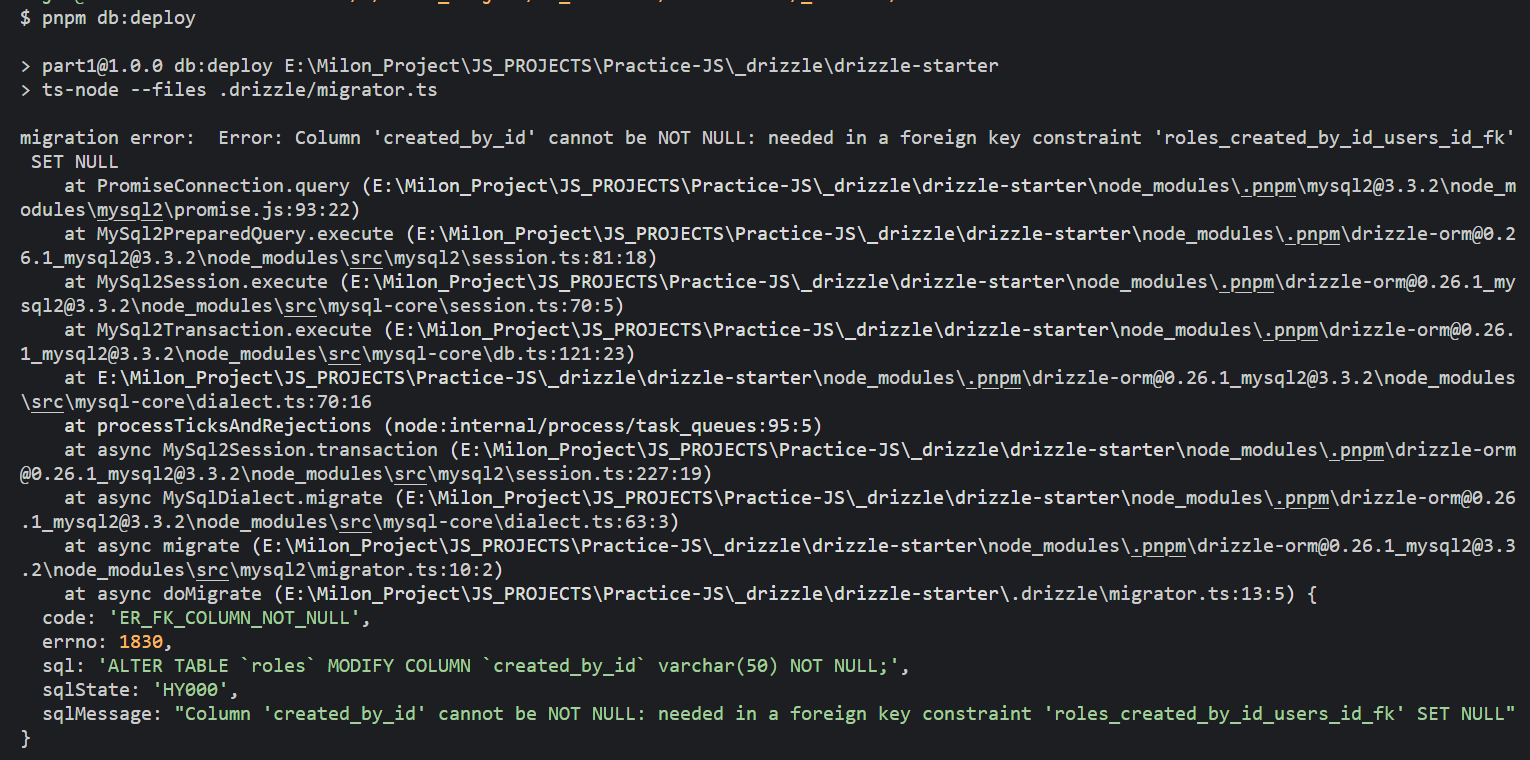 $ pnpm db:deploy
> part1@1.0.0 db:deploy E:\Milon_Project\JS_PROJECTS\Practice-JS\_drizzle\drizzle-starter
> ts-node --files .drizzle/migrator.ts
migration error:  Error: Column 'created_by_id' cannot be NOT NULL: needed in a foreign key constraint 'roles_created_by_id_users_id_fk'
 SET NULL
    at PromiseConnection.query (E:\Milon_Project\JS_PROJECTS\Practice-JS\_drizzle\drizzle-starter\node_modules\.pnpm\mysql2@3.3.2\node_m
odules\mysql2\promise.js:93:22)
    at MySql2PreparedQuery.execute (E:\Milon_Project\JS_PROJECTS\Practice-JS\_drizzle\drizzle-starter\node_modules\.pnpm\drizzle-orm@0.2
6.1_mysql2@3.3.2\node_modules\src\mysql2\session.ts:81:18)
    at MySql2Session.execute (E:\Milon_Project\JS_PROJECTS\Practice-JS\_drizzle\drizzle-starter\node_modules\.pnpm\drizzle-orm@0.26.1_my
sql2@3.3.2\node_modules\src\mysql-core\session.ts:70:5)
    at MySql2Transaction.execute (E:\Milon_Project\JS_PROJECTS\Practice-JS\_drizzle\drizzle-starter\node_modules\.pnpm\drizzle-orm@0.26.
1_mysql2@3.3.2\node_modules\src\mysql-core\db.ts:121:23)
    at E:\Milon_Project\JS_PROJECTS\Practice-JS\_drizzle\drizzle-starter\node_modules\.pnpm\drizzle-orm@0.26.1_mysql2@3.3.2\node_modules
\src\mysql-core\dialect.ts:70:16
    at processTicksAndRejections (node:internal/process/task_queues:95:5)
    at async MySql2Session.transaction (E:\Milon_Project\JS_PROJECTS\Practice-JS\_drizzle\drizzle-starter\node_modules\.pnpm\drizzle-orm
@0.26.1_mysql2@3.3.2\node_modules\src\mysql2\session.ts:227:19)
    at async MySqlDialect.migrate (E:\Milon_Project\JS_PROJECTS\Practice-JS\_drizzle\drizzle-starter\node_modules\.pnpm\drizzle-orm@0.26
.1_mysql2@3.3.2\node_modules\src\mysql-core\dialect.ts:63:3)
    at async migrate (E:\Milon_Project\JS_PROJECTS\Practice-JS\_drizzle\drizzle-starter\node_modules\.pnpm\drizzle-orm@0.26.1_mysql2@3.3
.2\node_modules\src\mysql2\migrator.ts:10:2)
    at async doMigrate (E:\Milon_Project\JS_PROJECTS\Practice-JS\_drizzle\drizzle-starter\.drizzle\migrator.ts:13:5) {
  code: 'ER_FK_COLUMN_NOT_NULL',
  errno: 1830,
  sql: 'ALTER TABLE `roles` MODIFY COLUMN `created_by_id` varchar(50) NOT NULL;',
  sqlState: 'HY000',
  sqlMessage: "Column 'created_by_id' cannot be NOT NULL: needed in a foreign key constraint 'roles_created_by_id_users_id_fk' SET NULL"
}